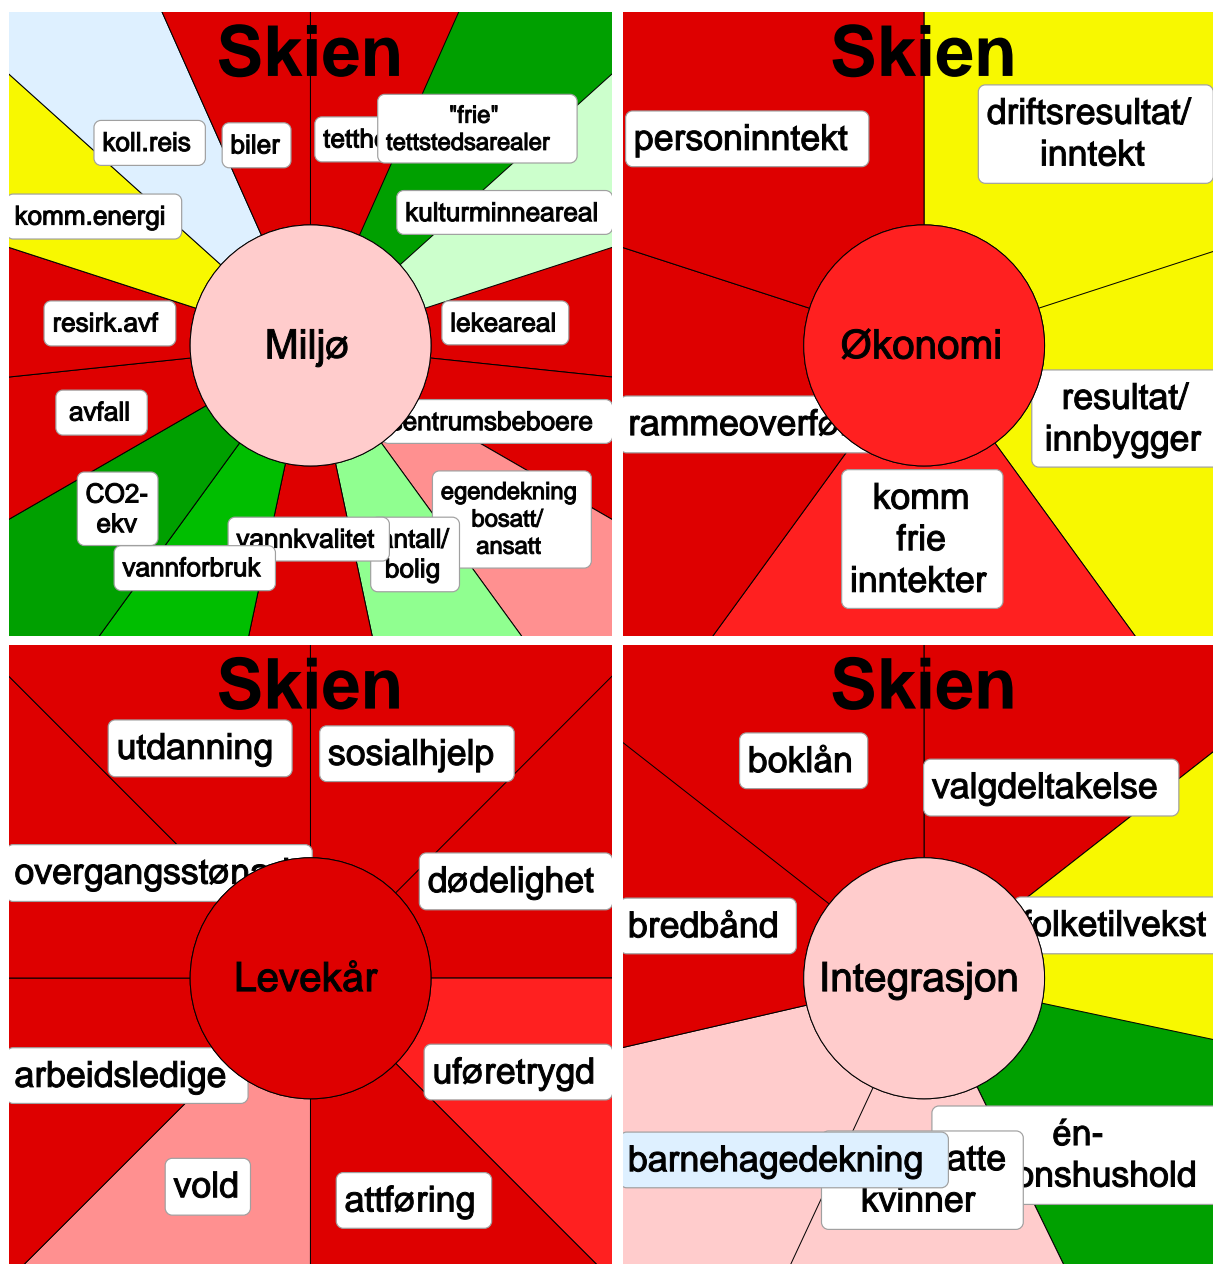 Skien
koll.reis
biler
"frie"
tettstedsarealer
komm.energi
kulturminneareal
resirk.avf
Miljø
lekeareal
avfall
CO2-
ekv
egendekning
bosatt/
ansatt
vannkvalitet
bolig
vannforbruk
Skien
personinntekt
driftsresultat/
inntekt
Økonomi
resultat/
innbygger
komm
frie
inntekter
Skien
utdanning
sosialhjelp
dødelighet
Levekår
arbeidsledige
uføretrygd
vold
attføring
Skien
boklån
valgdeltakelse
bredbånd
folketilvekst
Integrasjon
én-
barnehagedekning
kvinner